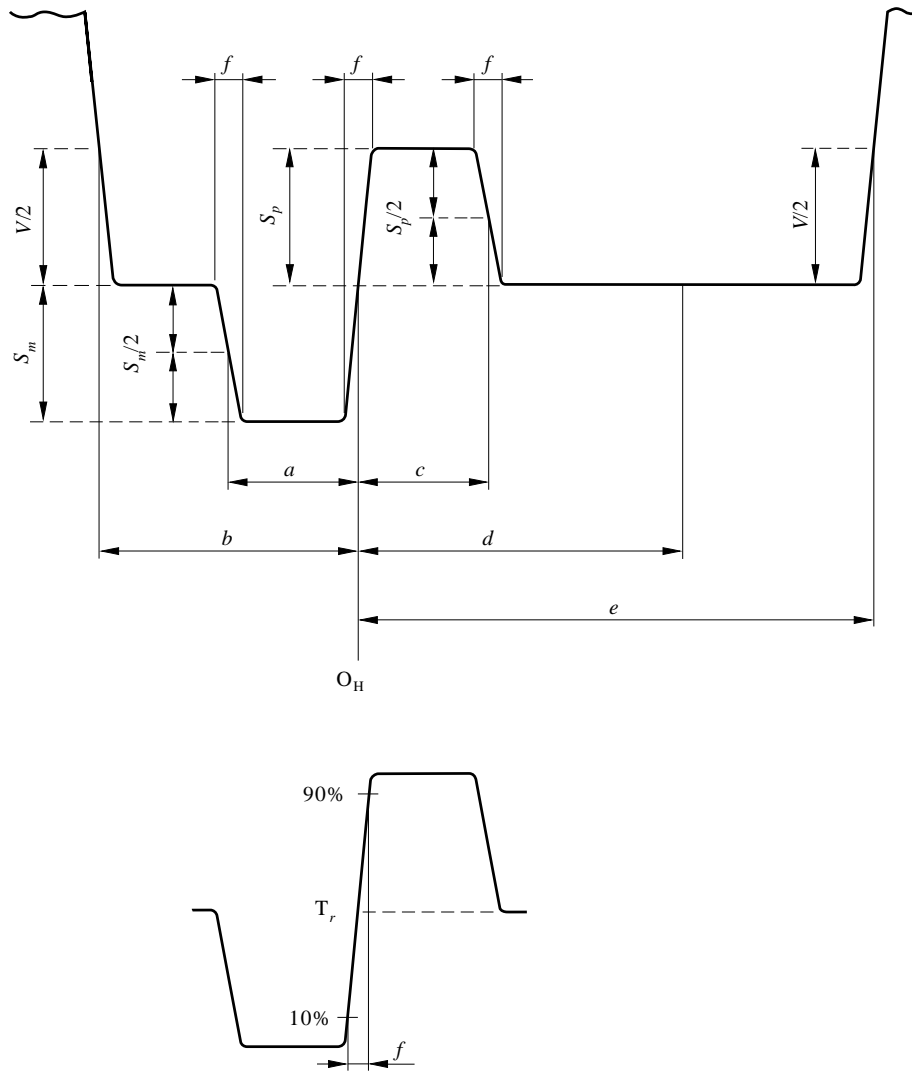 f f f
V/2
S_p
S_p/2
V/2
S_m
S_m/2
a c
b d
e
O_H
90%
T_r
10%
f